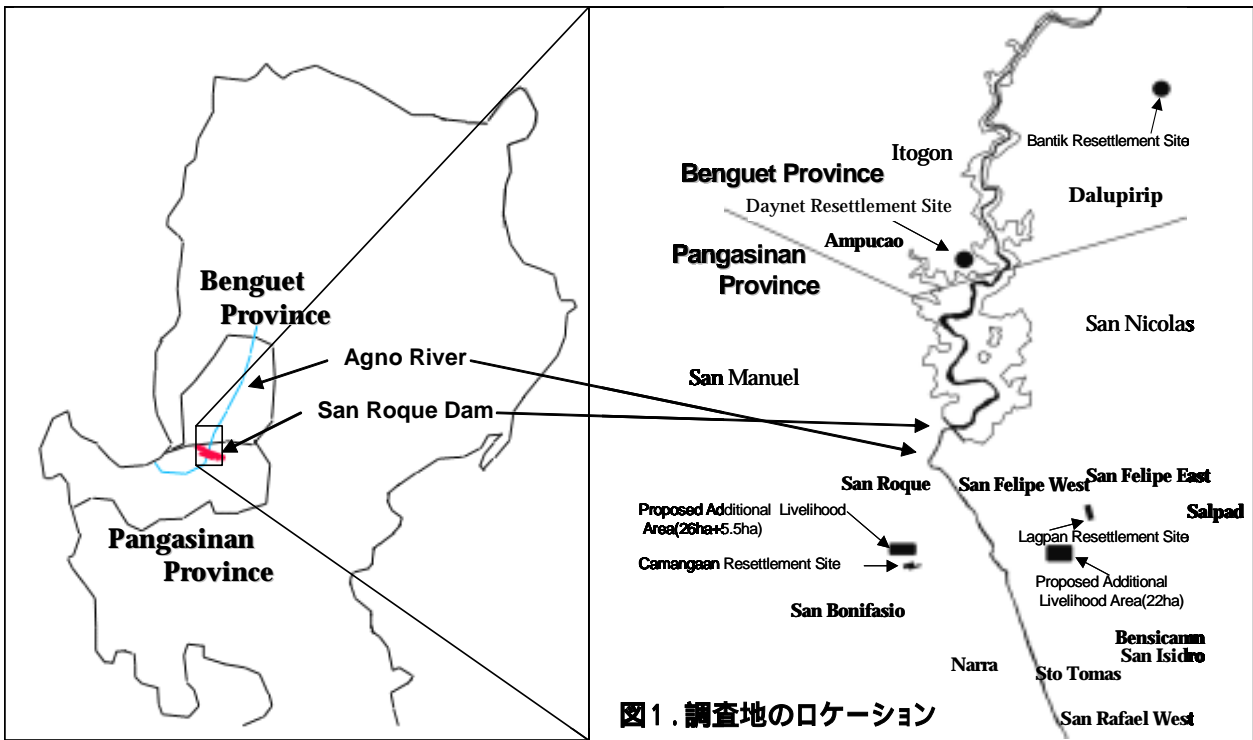 Benguet
Province
Agno River
San Roque Dam
Pangasinan
Province
Bantik Resettlement Site
Itogon
Benguet Province
Dalupirip
Daynet Resettlement Site
Ampucao
Pangasinan
Province
San Nicolas
San Manuel
San Roque
San Felipe West
San Felipe East
Proposed Additional Livelihood
Area(26ha+5.5ha)
Salpad
Lagpan Resettlement Site
Camangaan Resettlement Site
Proposed Additional
Livelihood Area(22ha)
San Bonifasio
Bensicanan
San Isidro
Narra
Sto Tomas
図1.調査地のロケーション
San Rafael West